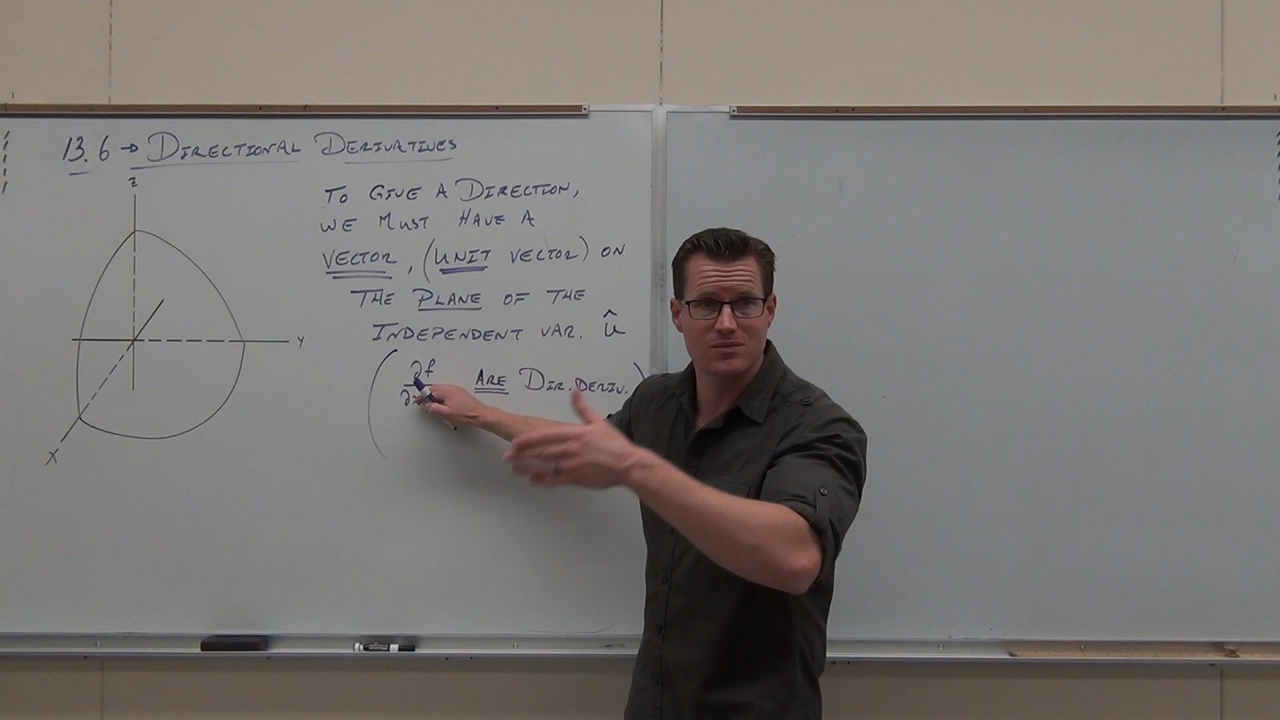 13.6 → DIRECTIONAL DERIVATIVES
z
y
x
TO GIVE A DIRECTION,
WE MUST HAVE A
VECTOR, (UNIT VECTOR) ON
THE PLANE OF THE
INDEPENDENT VAR. û
( ∂f ARE DIR. DERIV. )
∂